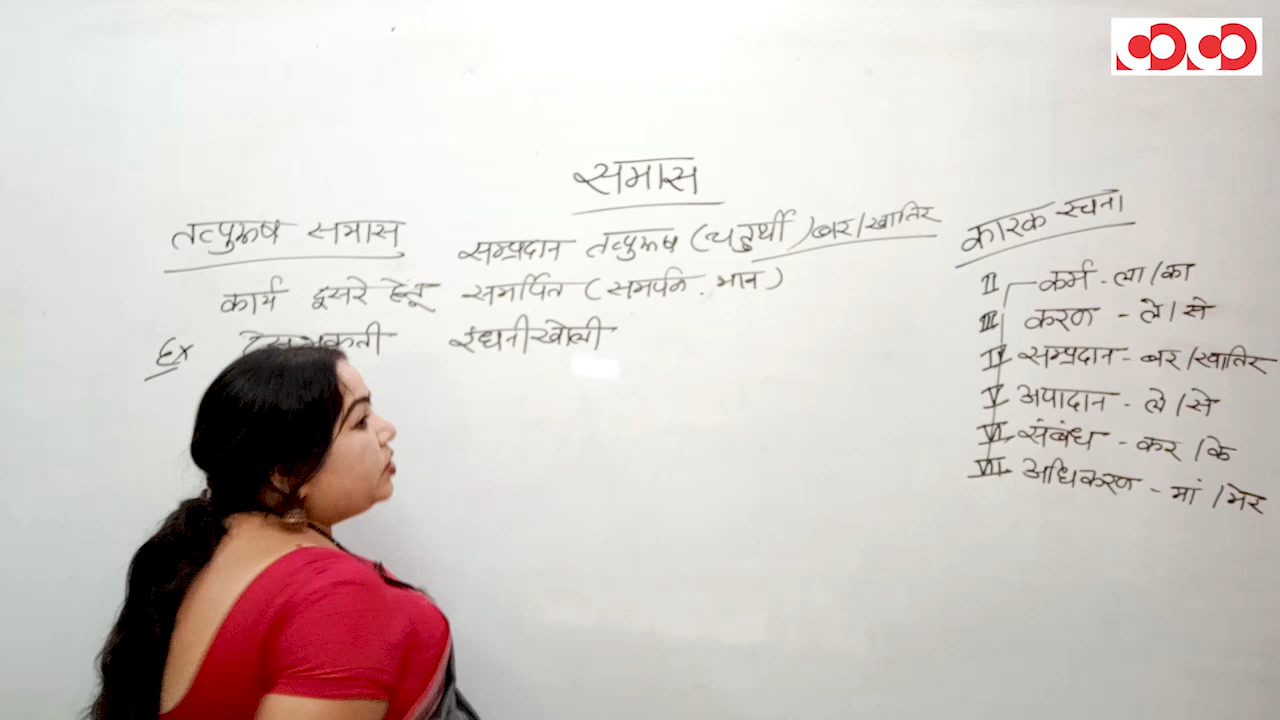 समास
तत्पुरूष समास
सम्प्रदान तत्पुरूष (चतुर्थी) बर/खातिर
कार्य दूसरे हेतू समर्पित (समर्पण. भान)
Ex रंधनीखोली
कारक रचना
II कर्म - ला/का
III करण - ले/से
IV सम्प्रदान - बर/खातिर
V अपादान - ले/से
VI संबंध - कर/के
VII अधिकरण - मां/मेर